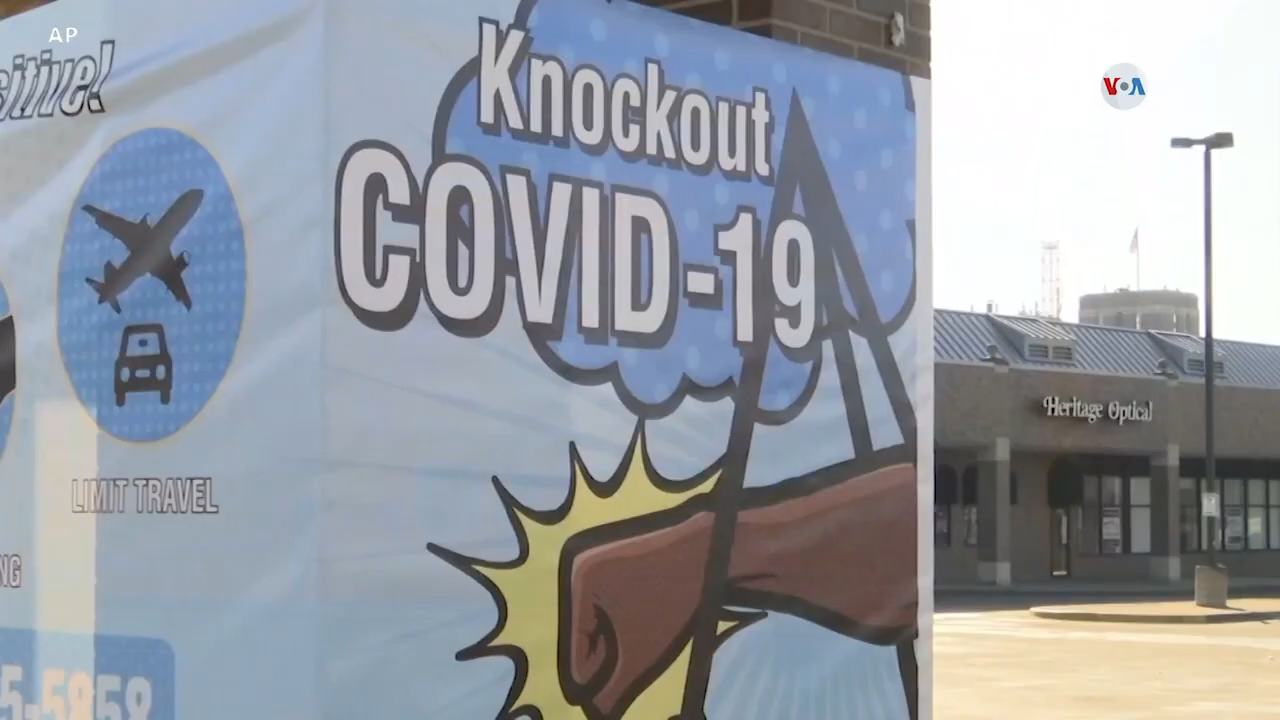 AP
VOA
sitive!
Knockout
COVID-19
LIMIT TRAVEL
NG
5-5858
Heritage Optical